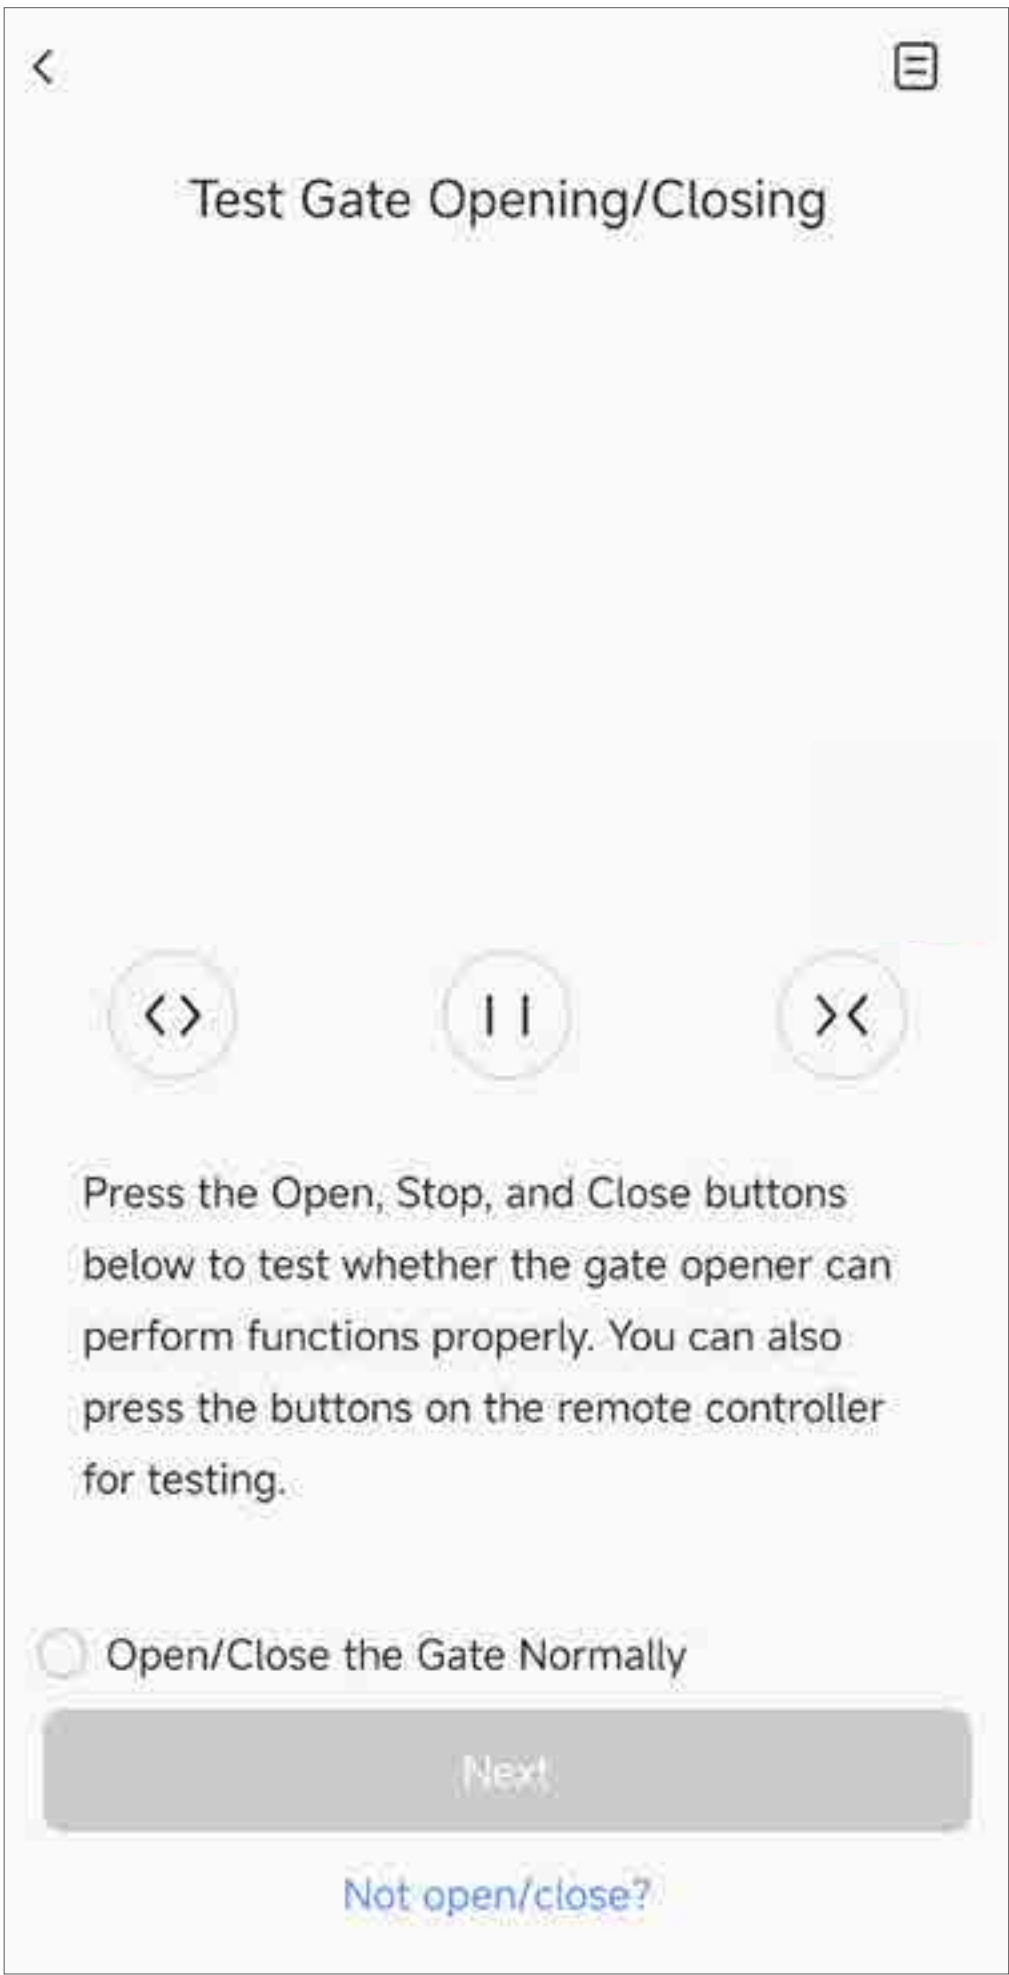 Test Gate Opening/Closing
Press the Open, Stop, and Close buttons
below to test whether the gate opener can
perform functions properly. You can also
press the buttons on the remote controller
for testing.
Open/Close the Gate Normally
Next
Not open/close?